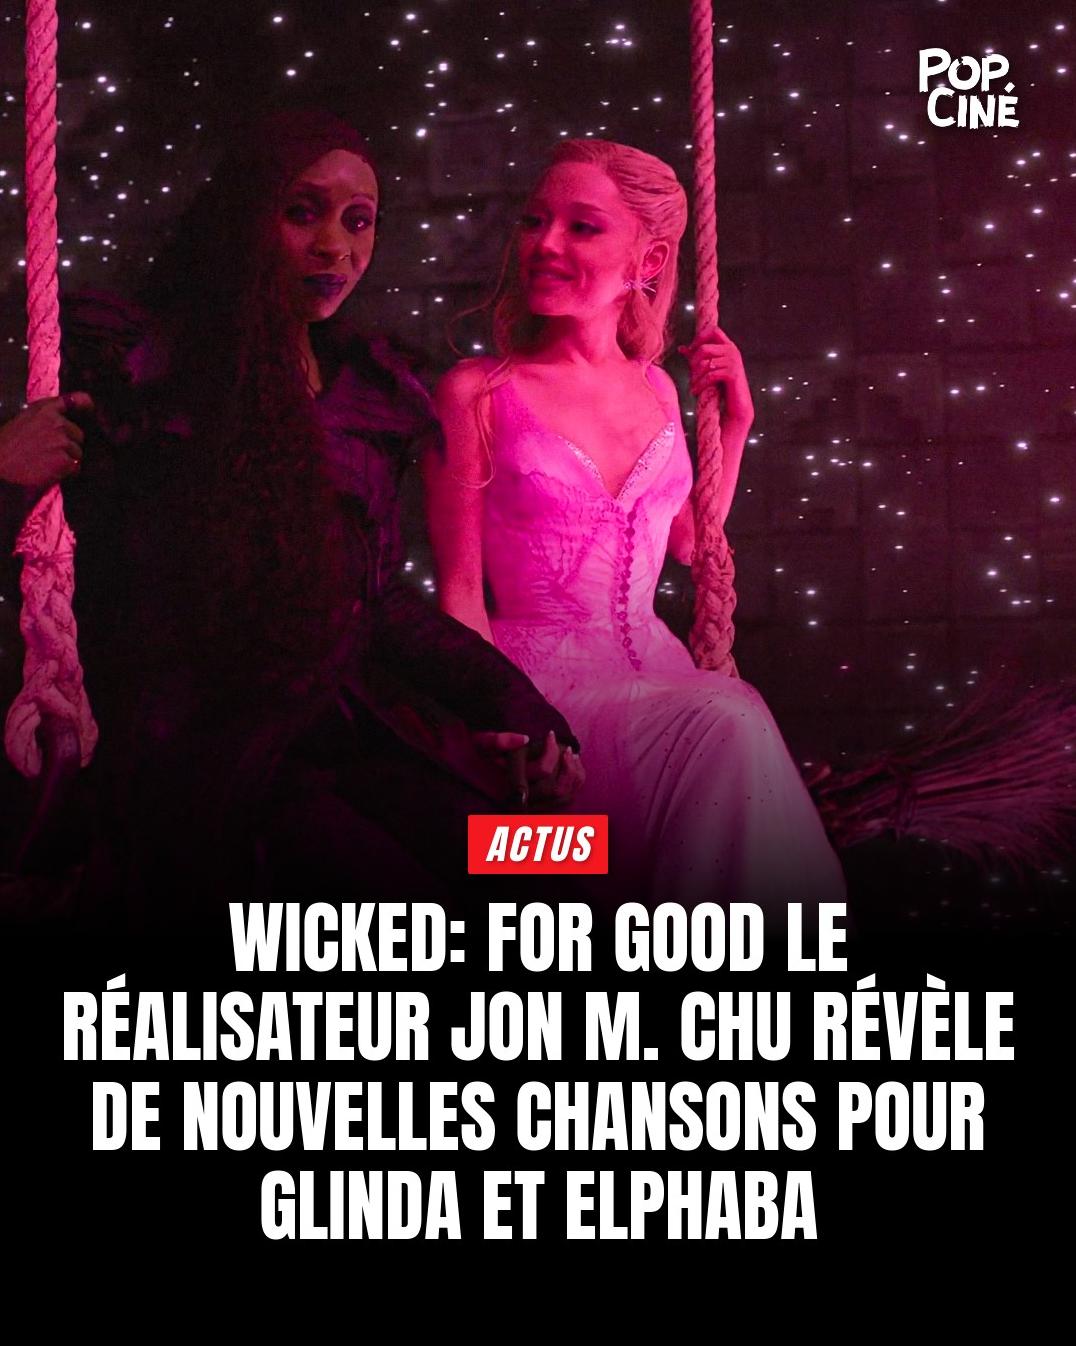 POP.
CINÉ
ACTUS
WICKED: FOR GOOD LE
RÉALISATEUR JON M. CHU RÉVÈLE
DE NOUVELLES CHANSONS POUR
GLINDA ET ELPHABA